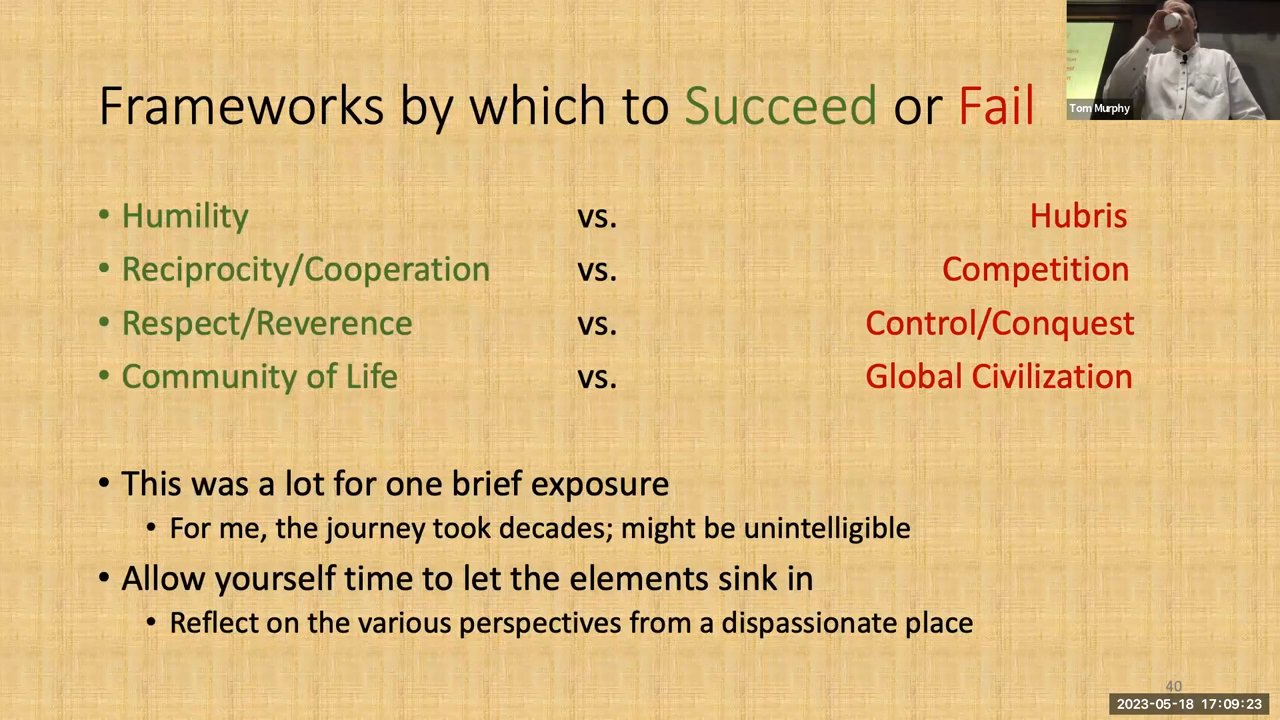 Frameworks by which to Succeed or Fail
Tom Murphy
• Humility vs. Hubris
• Reciprocity/Cooperation vs. Competition
• Respect/Reverence vs. Control/Conquest
• Community of Life vs. Global Civilization
• This was a lot for one brief exposure
• For me, the journey took decades; might be unintelligible
• Allow yourself time to let the elements sink in
• Reflect on the various perspectives from a dispassionate place
40
2023-05-18 17:09:23